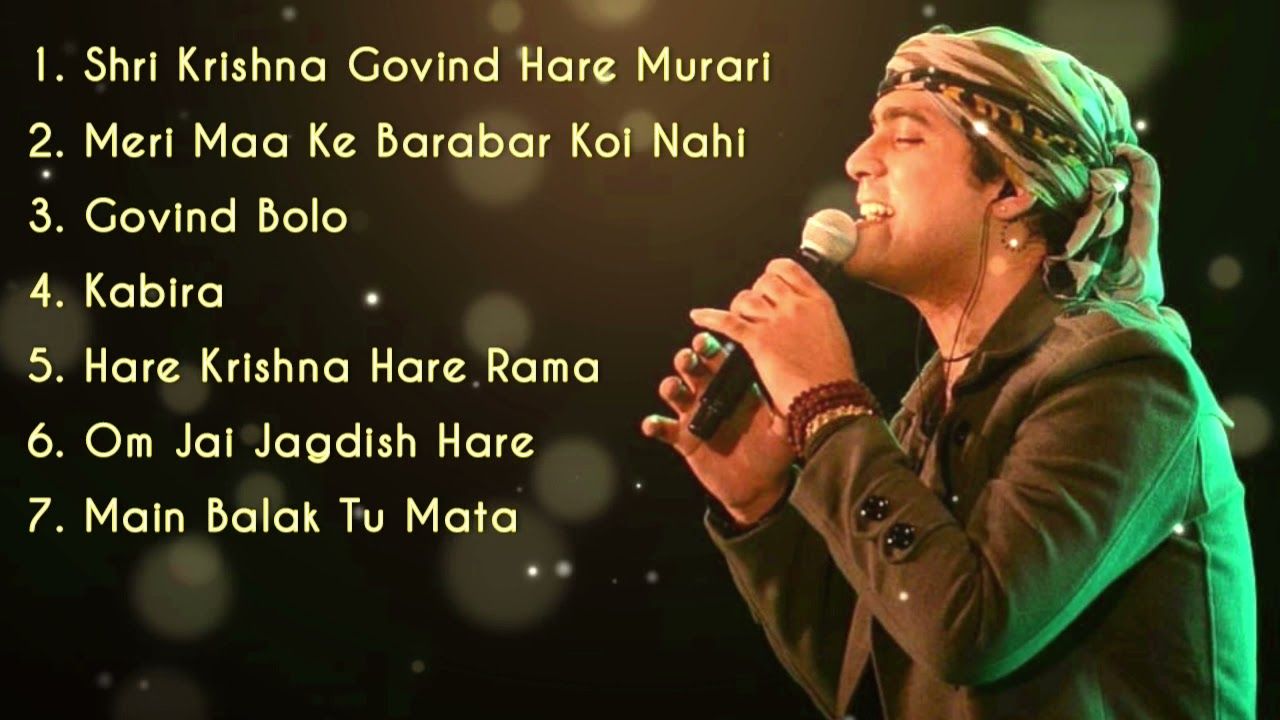 1. Shri Krishna Govind Hare Murari
2. Meri Maa Ke Barabar Koi Nahi
3. Govind Bolo
4. Kabira
5. Hare Krishna Hare Rama
6. Om Jai Jagdish Hare
7. Main Balak Tu Mata